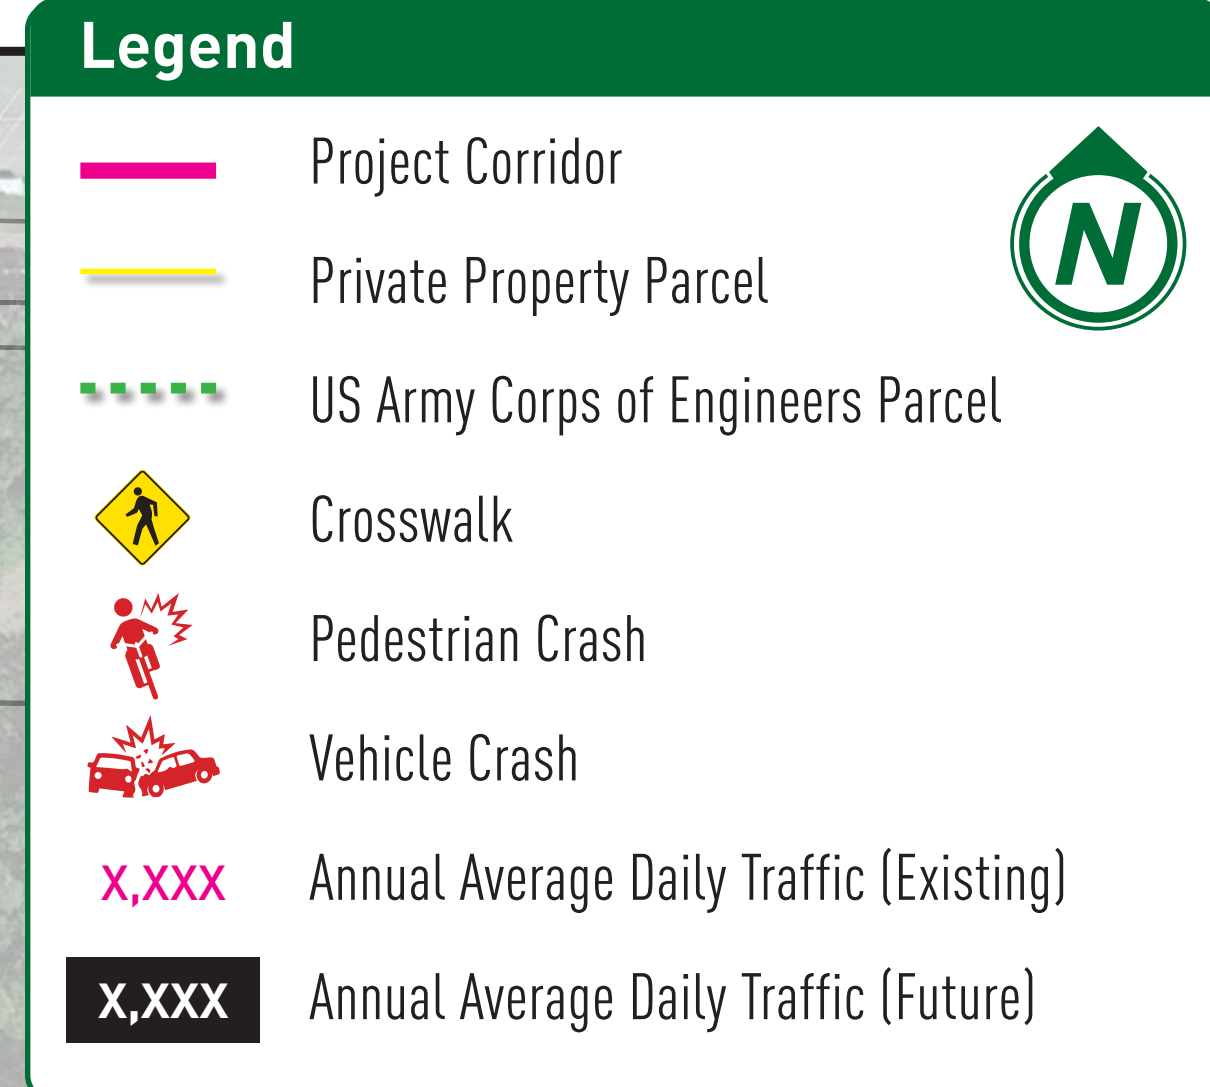 Legend
Project Corridor
N
Private Property Parcel
US Army Corps of Engineers Parcel
Crosswalk
Pedestrian Crash
Vehicle Crash
X,XXX Annual Average Daily Traffic (Existing)
X,XXX Annual Average Daily Traffic (Future)